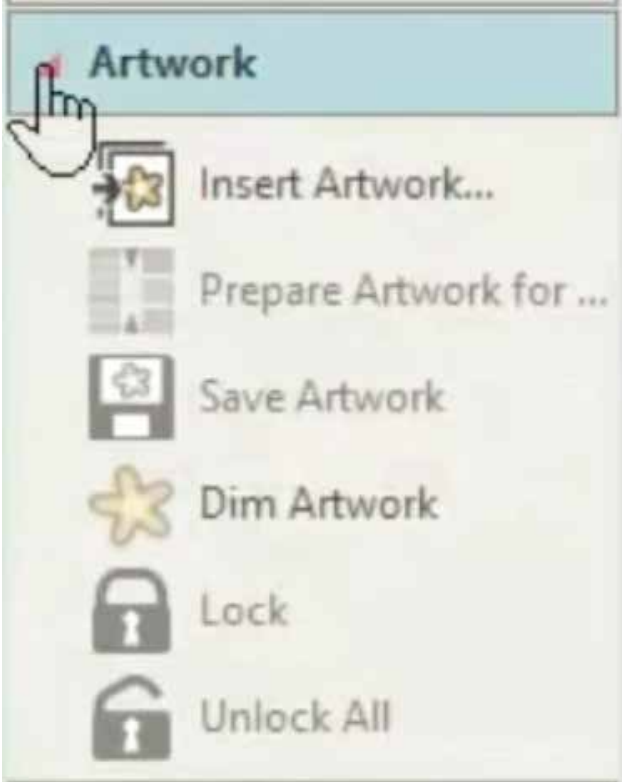 Artwork
Insert Artwork...
Prepare Artwork for ...
Save Artwork
Dim Artwork
Lock
Unlock All